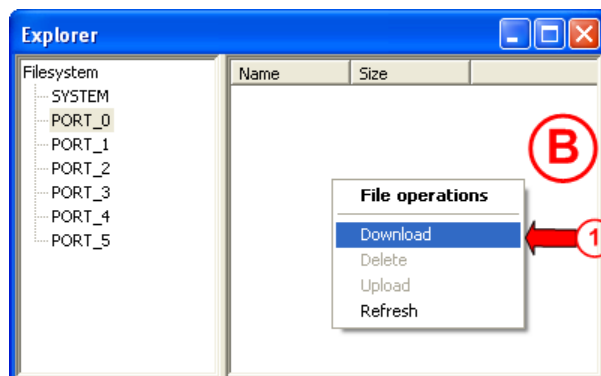 Explorer
Filesystem
SYSTEM
PORT_0
PORT_1
PORT_2
PORT_3
PORT_4
PORT_5
Name Size
B
File operations
Download
1
Delete
Upload
Refresh